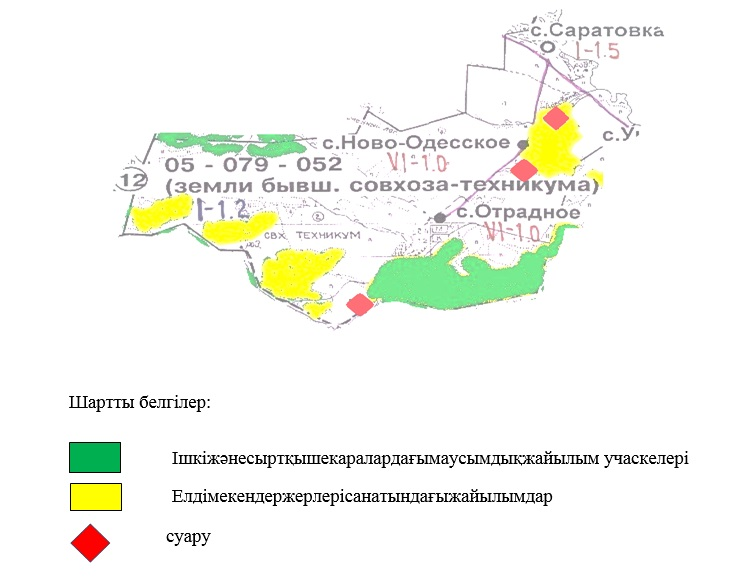 с.Саратовка
I-1.5
с.Ново-Одесское
с.У
VI-1.0
05 - 079 - 052
12
(земли бывш. совхоза-техникума)
I-1.2
с.Отрадное
свх. ТЕХНИКУМ
VI-1.0
Шартты белгілер:
Ішкіжәнесыртқышекаралардағымаусымдықжайылым учаскелері
Елдімекендержерлерісанатындағыжайылымдар
суару